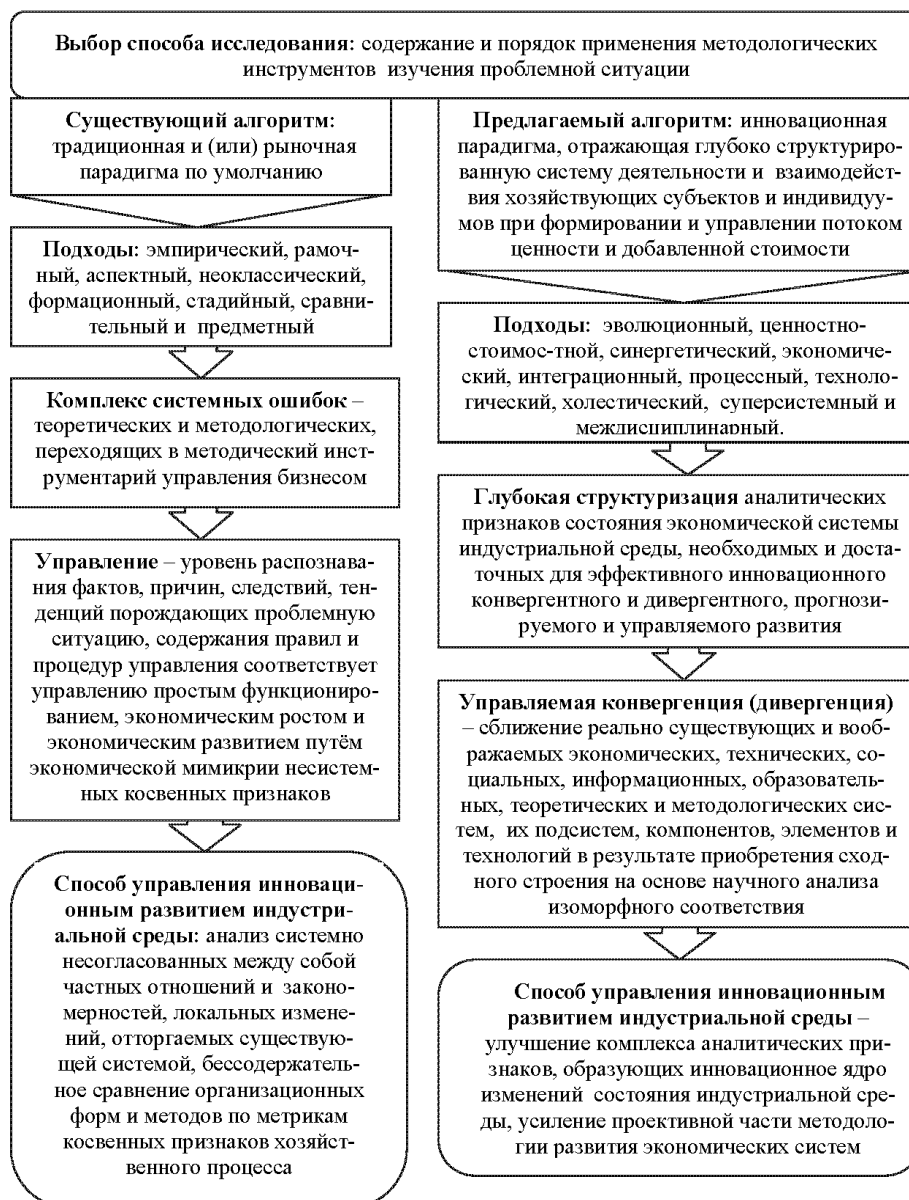 Выбор способа исследования: содержание и порядок применения методологических
инструментов изучения проблемной ситуации
Существующий алгоритм:
традиционная и (или) рыночная
парадигма по умолчанию
Подходы: эмпирический, рамоч-
ный, аспектный, неоклассический,
формационный, стадийный, сравни-
тельный и предметный
Комплекс системных ошибок –
теоретических и методологических,
переходящих в методический инст-
рументарий управления бизнесом
Управление – уровень распознава-
вания фактов, причин, следствий, тен-
денций порождающих проблемную
ситуацию, содержания правил и
процедур управления соответствует
управлению простым функциониро-
ванием, экономическим ростом и
экономическим развитием путём
экономической мимикрии несистем-
ных косвенных признаков
Способ управления инноваци-
онным развитием индустри-
альной среды: анализ системно
несогласованных между собой
частных отношений и законо-
мерностей, локальных измене-
ний, отторгаемых существую-
щей системой, бессодержатель-
ное сравнение организационных
форм и методов по метрикам
косвенных признаков хозяйст-
венного процесса
Предлагаемый алгоритм: инновационная
парадигма, отражающая глубоко структуриро-
ванную систему деятельности и взаимодейст-
вия хозяйствующих субъектов и индивиду-
умов при формировании и управлении потоком
ценности и добавленной стоимости
Подходы: эволюционный, ценностно-
стоимос-тной, синергетический, экономиче-
ский, интеграционный, процессный, техноло-
гический, холестический, суперсистемный и
междисциплинарный.
Глубокая структуризация аналитических
признаков состояния экономической системы
индустриальной среды, необходимых и доста-
точных для эффективного инновационного
конвергентного и дивергентного, прогнози-
руемого и управляемого развития
Управляемая конвергенция (дивергенция)
– сближение реально существующих и вооб-
ражаемых экономических, технических, со-
циальных, информационных, образователь-
ных, теоретических и методологических сис-
тем, их подсистем, компонентов, элементов и
технологий в результате приобретения сход-
ного строения на основе научного анализа
изоморфного соответствия
Способ управления инновационным
развитием индустриальной среды –
улучшение комплекса аналитических при-
знаков, образующих инновационное ядро
изменений состояния индустриальной сре-
ды, усиление проективной части методоло-
гии развития экономических систем